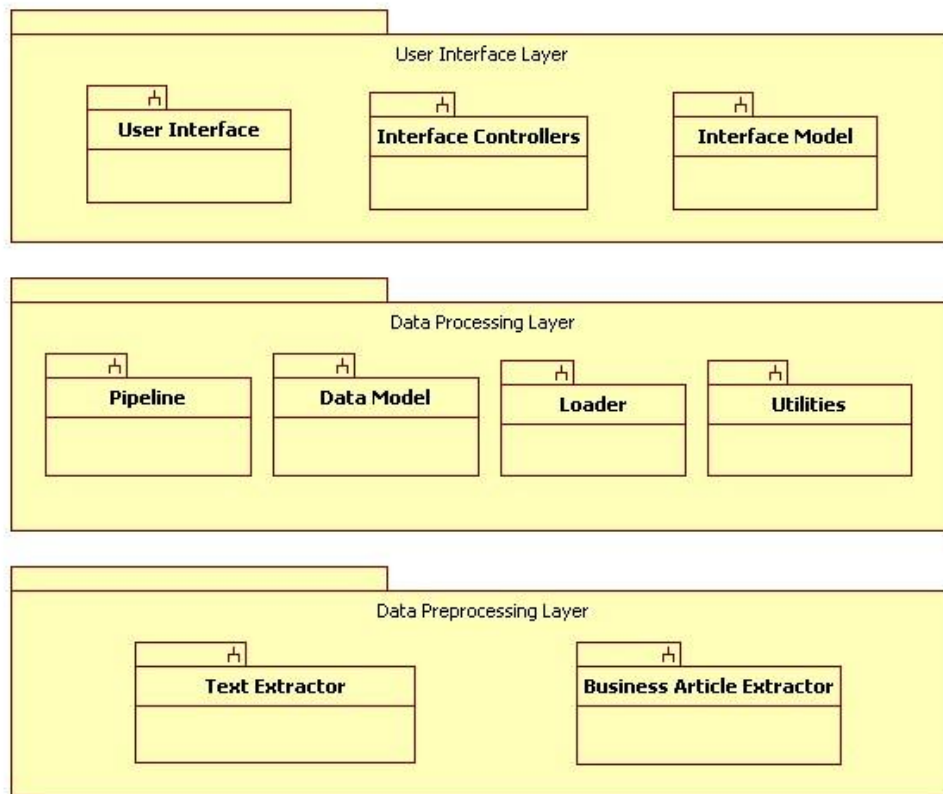 User Interface Layer
User Interface
Interface Controllers
Interface Model
Data Processing Layer
Pipeline
Data Model
Loader
Utilities
Data Preprocessing Layer
Text Extractor
Business Article Extractor